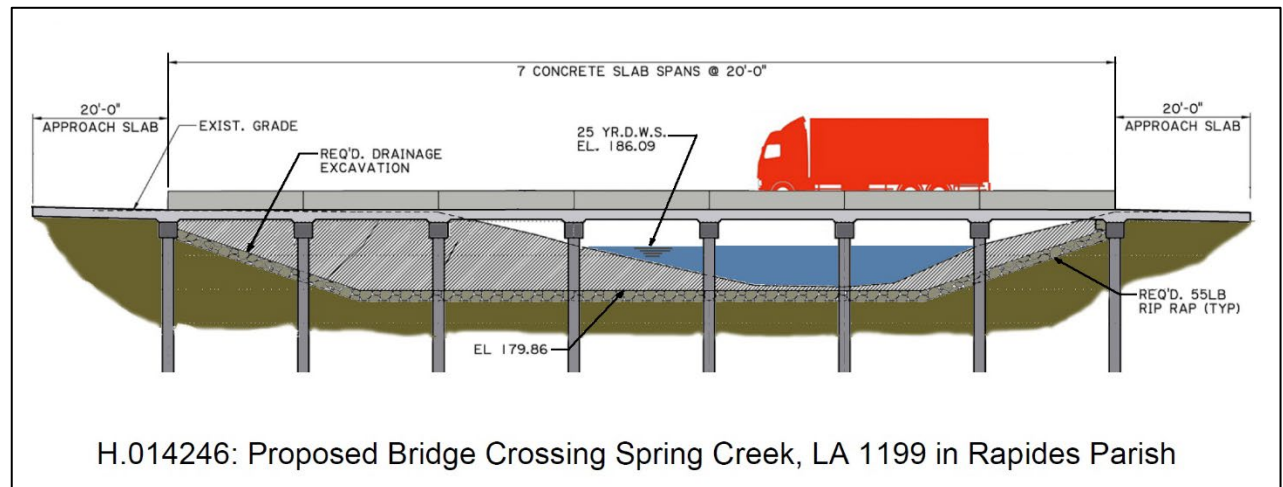 7 CONCRETE SLAB SPANS @ 20'-0"
20'-0"
APPROACH SLAB
EXIST. GRADE
REQ'D. DRAINAGE
EXCAVATION
25 YR.D.W.S.
EL. 186.09
20'-0"
APPROACH SLAB
REQ'D. 55LB
RIP RAP (TYP)
EL 179.86
H.014246: Proposed Bridge Crossing Spring Creek, LA 1199 in Rapides Parish